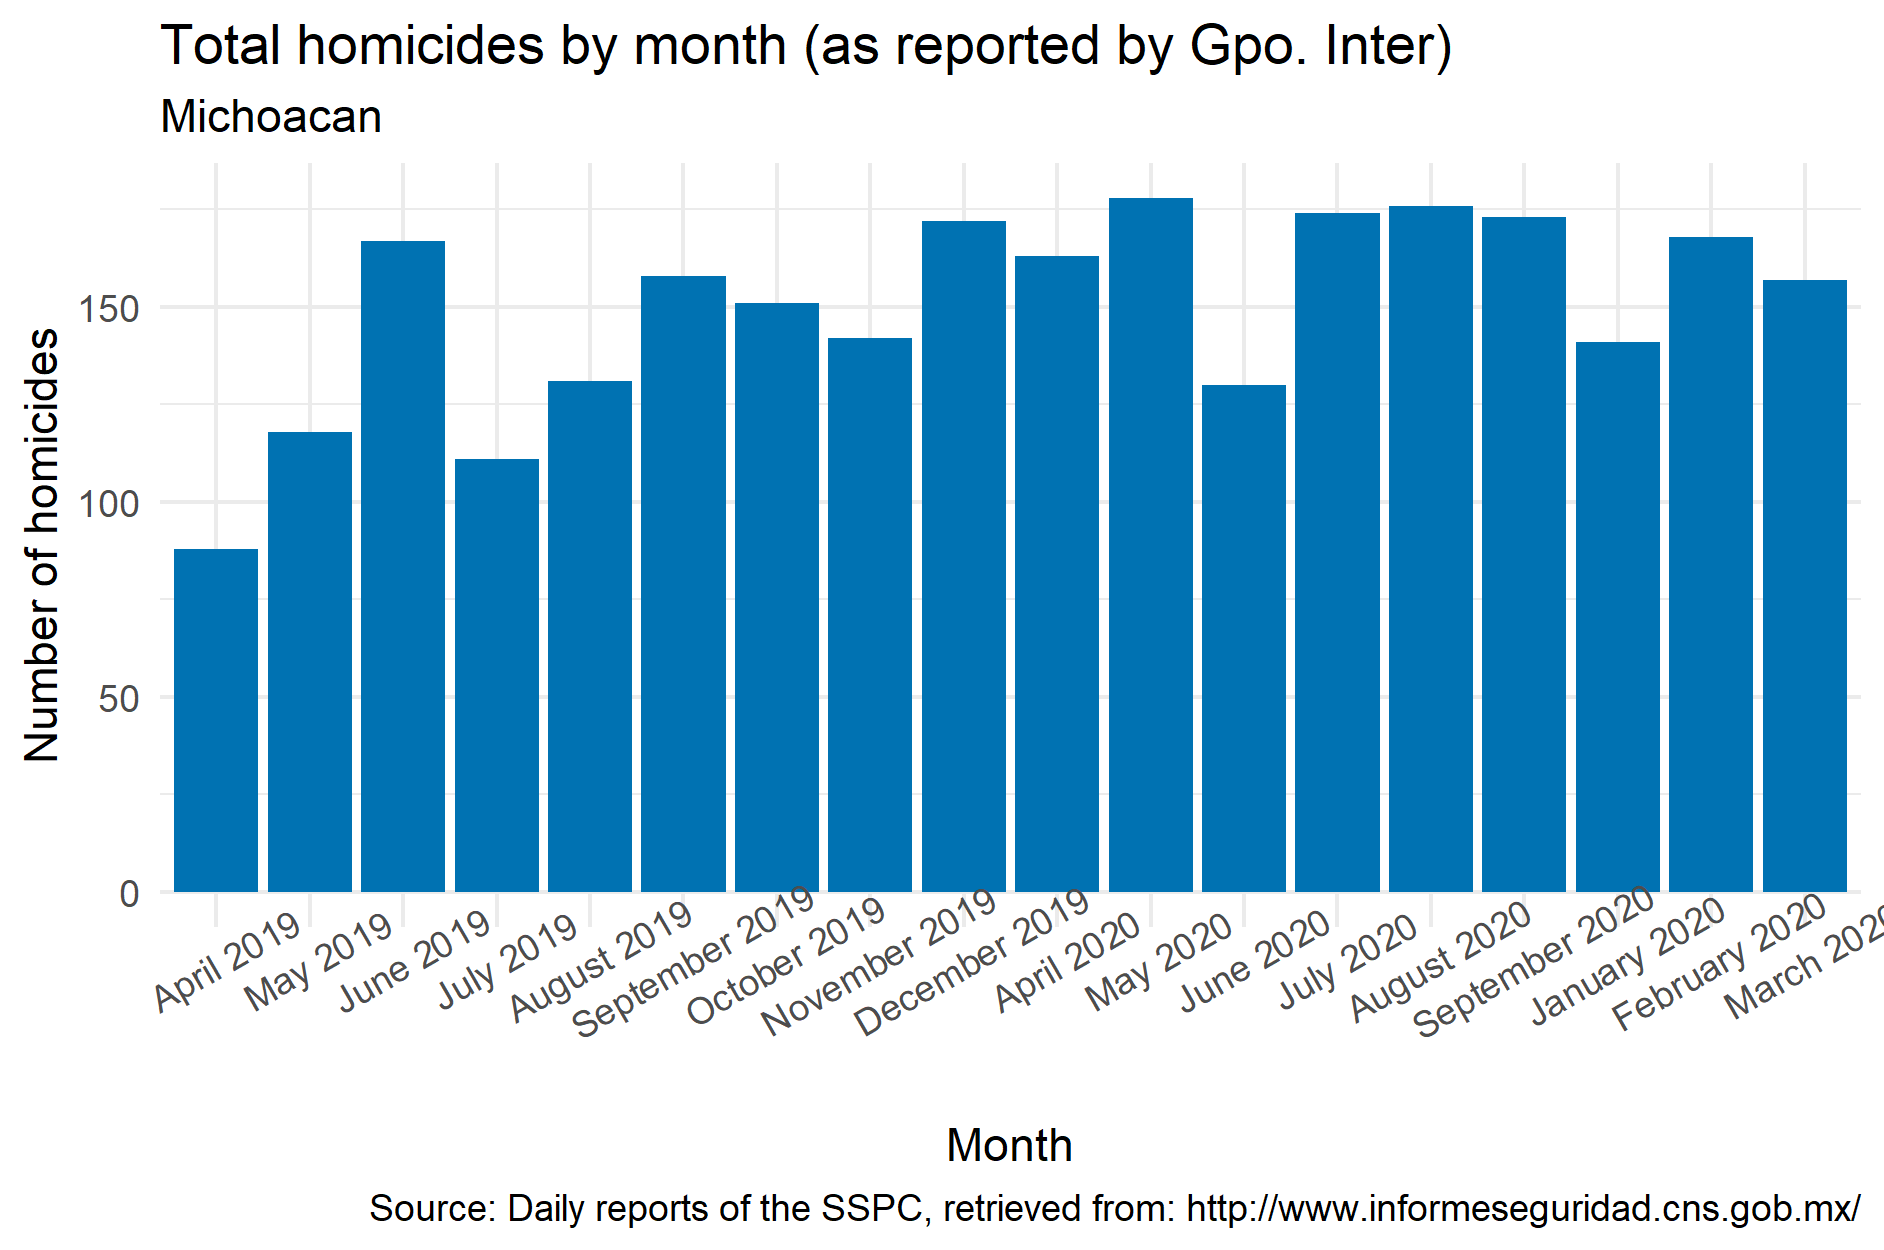 Total homicides by month (as reported by Gpo. Inter)
Michoacan
Number of homicides
150
100
50
0
April 2019
May 2019
June 2019
July 2019
August 2019
September 2019
October 2019
November 2019
December 2019
April 2020
May 2020
June 2020
July 2020
August 2020
September 2020
January 2020
February 2020
March 2020
Month
Source: Daily reports of the SSPC, retrieved from: http://www.informeseguridad.cns.gob.mx/